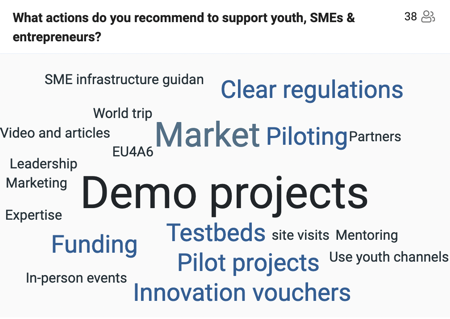 What actions do you recommend to support youth, SMEs &
entrepreneurs?
38
SME infrastructure guidan
Clear regulations
World trip
Video and articles
Market
Piloting
Partners
EU4A6
Leadership
Marketing
Demo projects
Expertise
Testbeds
site visits
Mentoring
Funding
Pilot projects
Use youth channels
In-person events
Innovation vouchers